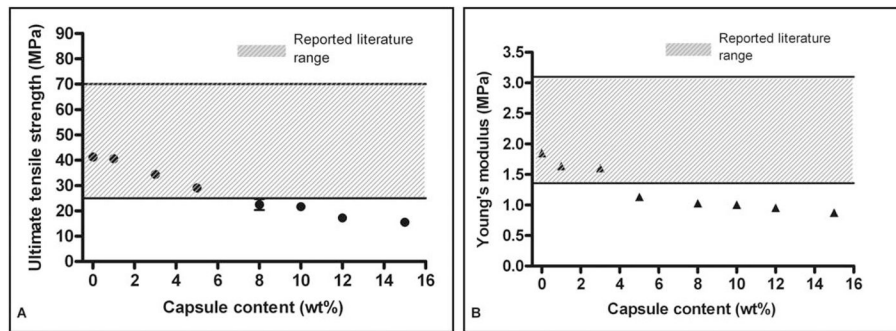 Ultimate tensile strength (MPa)
90
80
70
60
50
40
30
20
10
0
Reported literature
range
0 2 4 6 8 10 12 14 16
Capsule content (wt%)
A
Young's modulus (MPa)
3.5
3.0
2.5
2.0
1.5
1.0
0.5
0.0
Reported literature
range
0 2 4 6 8 10 12 14 16
Capsule content (wt%)
B